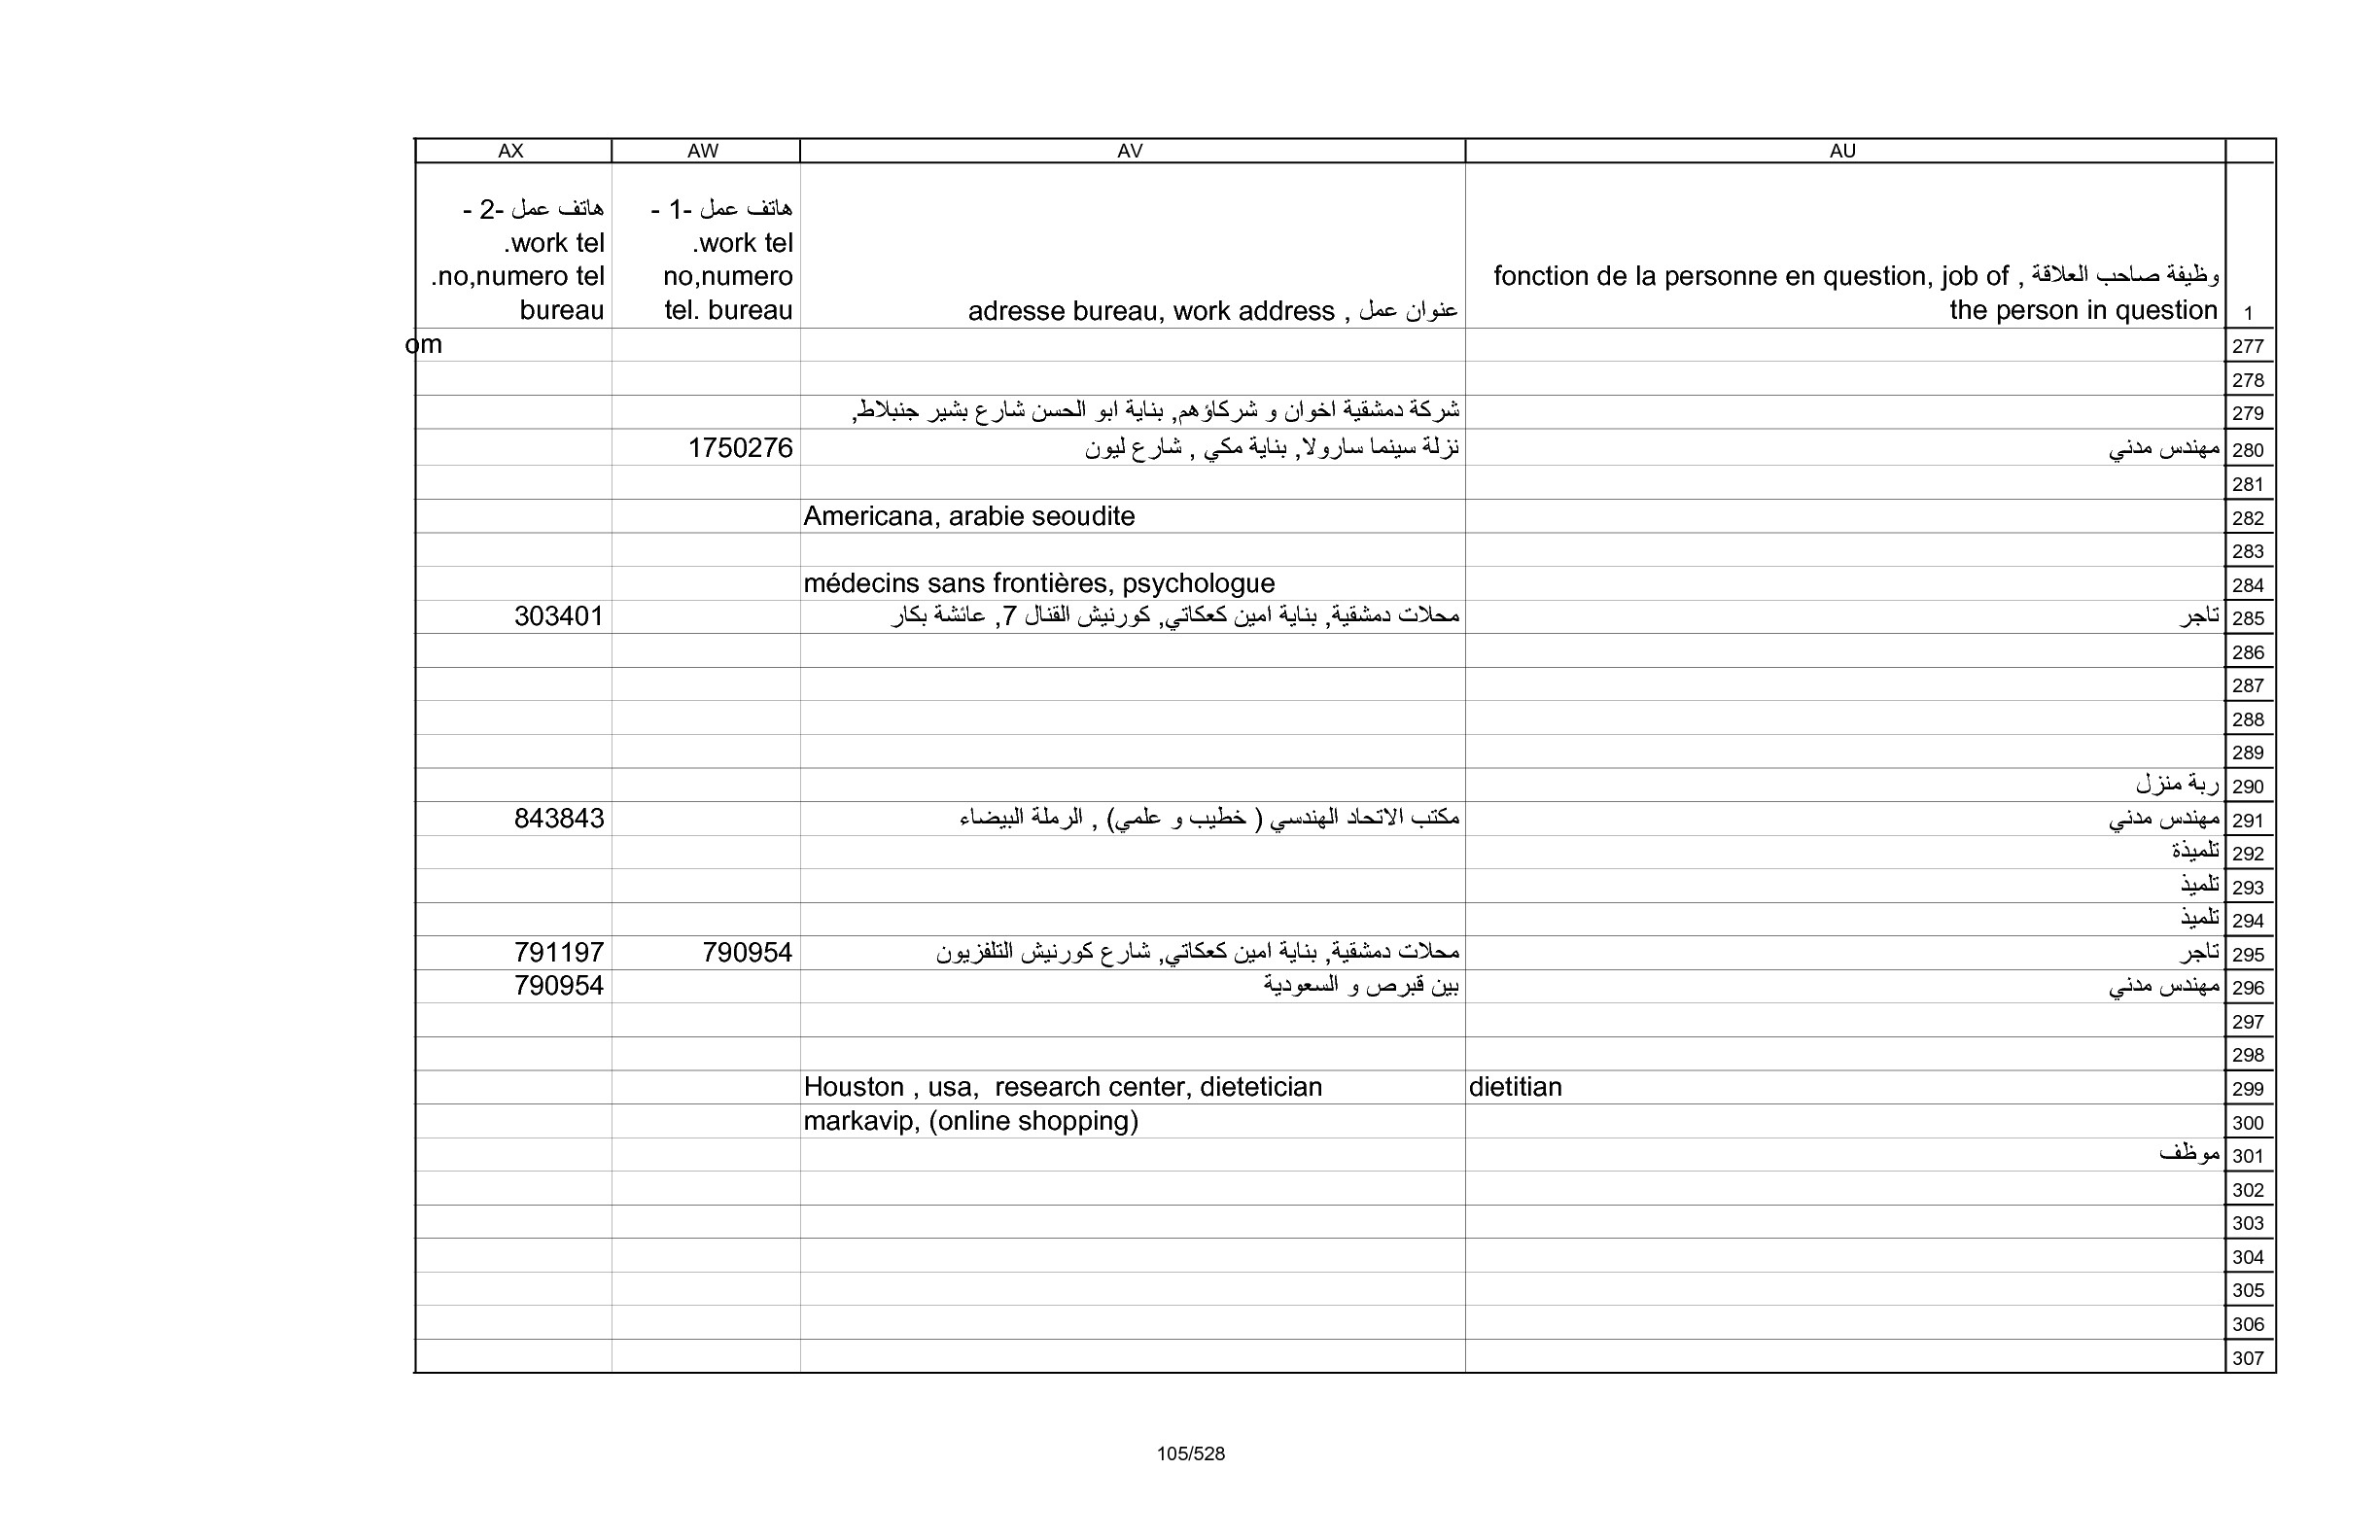 AU AV AW AX
1 وظيفة صاحب العلاقة , fonction de la personne en question, job of the person in question عنوان عمل , adresse bureau, work address هاتف عمل -1 - work tel. no,numero tel. bureau هاتف عمل -2 - work tel. no,numero tel. bureau
277 om
278
279 شركة دمشقية اخوان و شركاؤهم, بناية ابو الحسن شارع بشير جنبلاط,
280 مهندس مدني نزلة سينما سارولا, بناية مكي , شارع ليون 1750276
281
282 Americana, arabie seoudite
283
284 médecins sans frontières, psychologue
285 تاجر محلات دمشقية, بناية امين كعكاتي, كورنيش القنال 7, عائشة بكار 303401
286
287
288
289
290 ربة منزل
291 مهندس مدني مكتب الاتحاد الهندسي ( خطيب و علمي) , الرملة البيضاء 843843
292 تلميذة
293 تلميذ
294 تلميذ
295 تاجر محلات دمشقية, بناية امين كعكاتي, شارع كورنيش التلفزيون 790954 791197
296 مهندس مدني بين قبرص و السعودية 790954
297
298
299 dietitian Houston , usa, research center, dietetician
300 markavip, (online shopping)
301 موظف
302
303
304
305
306
307
105/528